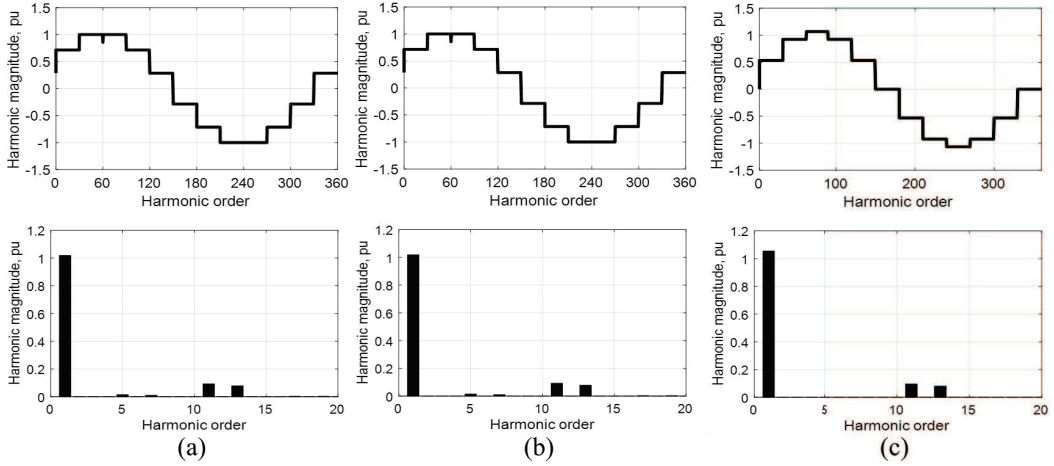 Harmonic magnitude, pu
1.5
1
0.5
0
-0.5
-1
-1.5
0 60 120 180 240 300 360
Harmonic order
Harmonic magnitude, pu
1.5
1
0.5
0
-0.5
-1
-1.5
0 60 120 180 240 300 360
Harmonic order
Harmonic magnitude, pu
1.5
1
0.5
0
-0.5
-1
-1.5
0 100 200 300
Harmonic order
Harmonic magnitude, pu
1.2
1
0.8
0.6
0.4
0.2
0
0 5 10 15 20
Harmonic order
(a)
Harmonic magnitude, pu
1.2
1
0.8
0.6
0.4
0.2
0
0 5 10 15 20
Harmonic order
(b)
Harmonic magnitude, pu
1.2
1
0.8
0.6
0.4
0.2
0
0 5 10 15 20
Harmonic order
(c)